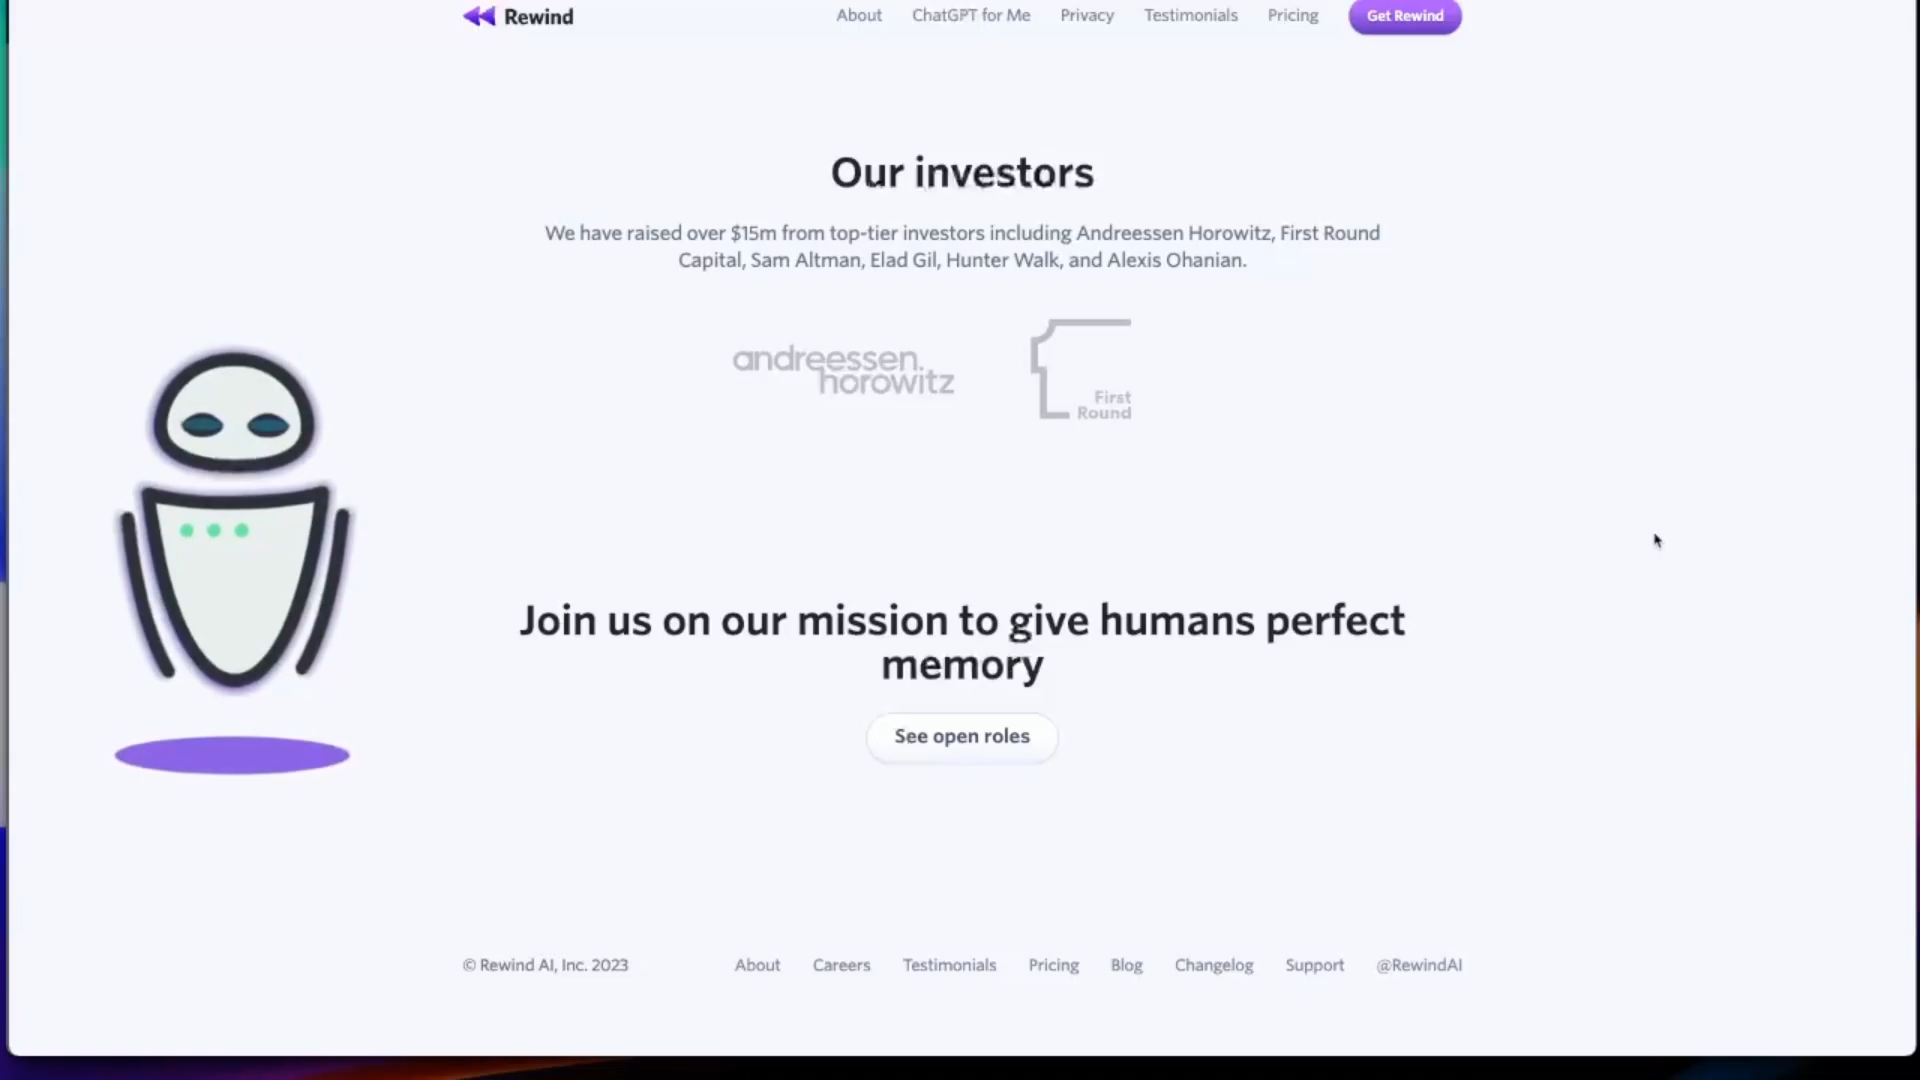 Rewind
About ChatGPT for Me Privacy Testimonials Pricing Get Rewind
Our investors
We have raised over $15m from top-tier investors including Andreessen Horowitz, First Round
Capital, Sam Altman, Elad Gil, Hunter Walk, and Alexis Ohanian.
andreessen.
horowitz
First
Round
Join us on our mission to give humans perfect
memory
See open roles
© Rewind AI, Inc. 2023
About Careers Testimonials Pricing Blog Changelog Support @RewindAI